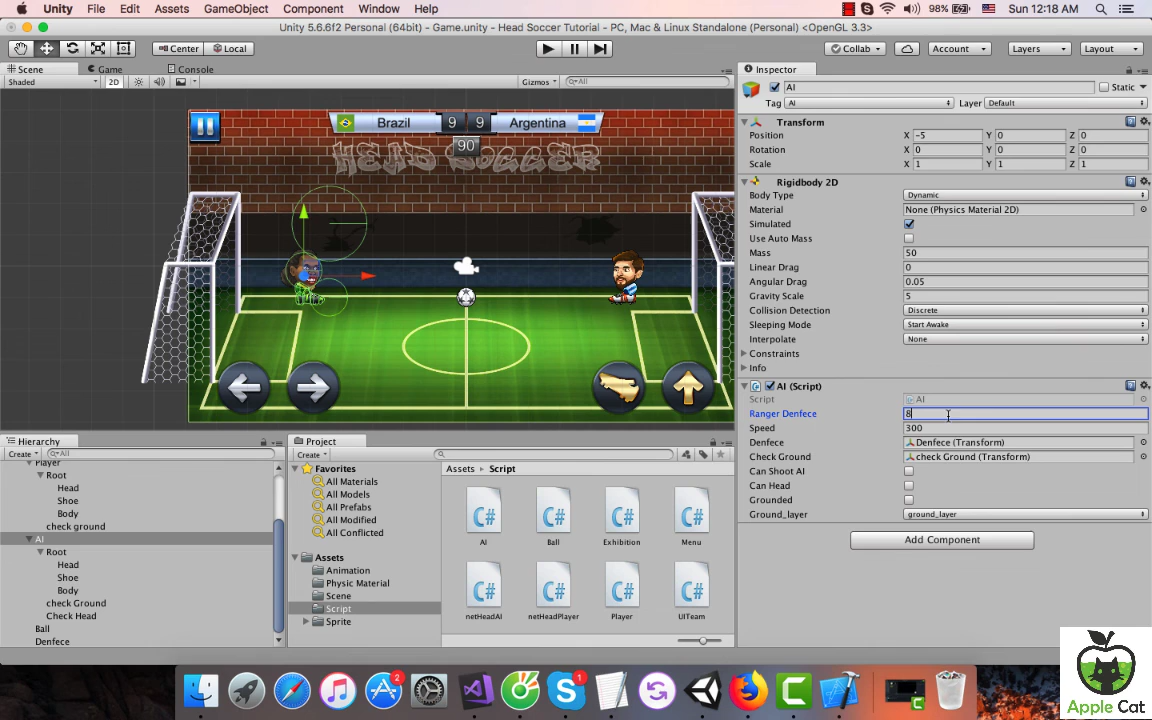 Unity File Edit Assets GameObject Component Window Help 98% Sun 12:18 AM
Unity 5.6.6f2 Personal (64bit) - Game.unity - Head Soccer Tutorial - PC, Mac & Linux Standalone (Personal) <OpenGL 3.3>
Center Local Collab Account Layers Layout
Scene Game Console
Shaded 2D Gizmos All
Brazil 9 9 Argentina
90
HEAD SOCCER
Inspector
AI Static
Tag AI Layer Default
Transform
Position X -5 Y 0 Z 0
Rotation X 0 Y 0 Z 0
Scale X 1 Y 1 Z 1
Rigidbody 2D
Body Type Dynamic
Material None (Physics Material 2D)
Simulated
Use Auto Mass
Mass 50
Linear Drag 0
Angular Drag 0.05
Gravity Scale 5
Collision Detection Discrete
Sleeping Mode Start Awake
Interpolate None
Constraints
Info
AI (Script)
Script AI
Ranger Denfece 8
Speed 300
Denfece Denfece (Transform)
Check Ground check Ground (Transform)
Can Shoot AI
Can Head
Grounded
Ground_layer ground_layer
Add Component
Hierarchy
Create All
Player
Root
Head
Shoe
Body
check ground
AI
Root
Head
Shoe
Body
check Ground
Check Head
Ball
Denfece
Project
Create
Favorites
All Materials
All Models
All Prefabs
All Modified
All Conflicted
Assets
Animation
Physic Material
Scene
Script
Sprite
Assets Script
AI Ball Exhibition Menu
netHeadAI netHeadPlayer Player UITeam
2 1
Apple Cat